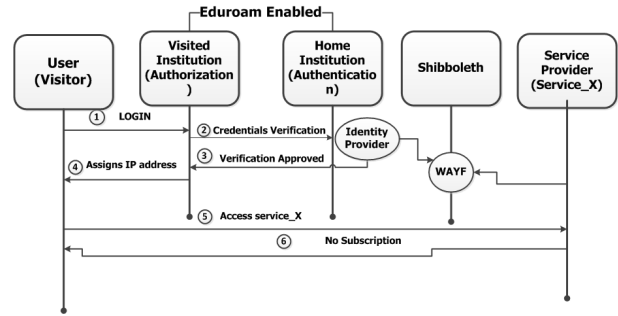 Eduroam Enabled
User
(Visitor)
Visited
Institution
(Authorization
)
Home
Institution
(Authenticatio
n)
Shibboleth
Service
Provider
(Service_X)
1 LOGIN
2 Credentials Verification
Identity
Provider
3 Verification Approved
4 Assigns IP address
WAYF
5 Access service_X
6 No Subscription